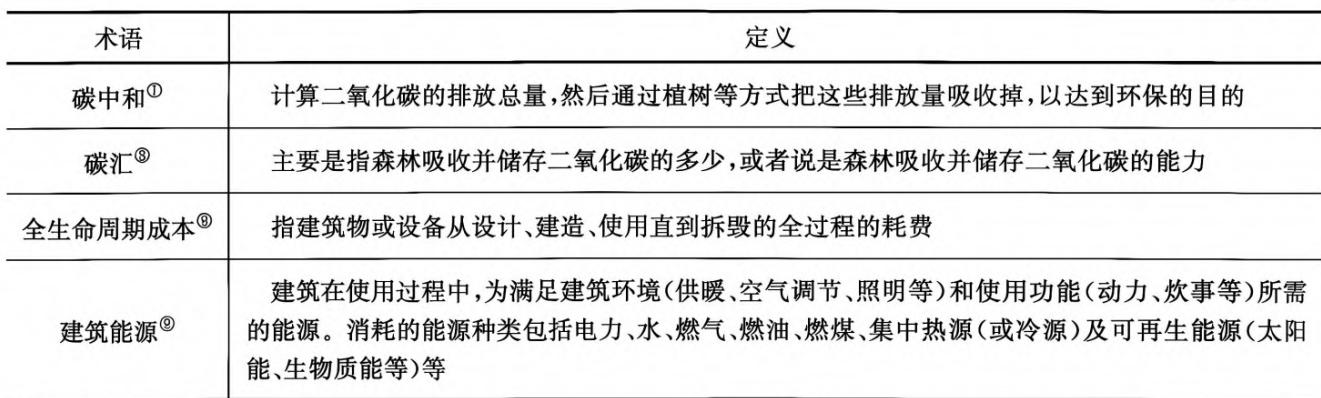 术语 定义
碳中和① 计算二氧化碳的排放总量,然后通过植树等方式把这些排放量吸收掉,以达到环保的目的
碳汇⑧ 主要是指森林吸收并储存二氧化碳的多少,或者说是森林吸收并储存二氧化碳的能力
全生命周期成本⑧ 指建筑物或设备从设计、建造、使用直到拆毁的全过程的耗费
建筑能源⑨ 建筑在使用过程中,为满足建筑环境(供暖、空气调节、照明等)和使用功能(动力、炊事等)所需
的能源。消耗的能源种类包括电力、水、燃气、燃油、燃煤、集中热源(或冷源)及可再生能源(太阳
能、生物质能等)等